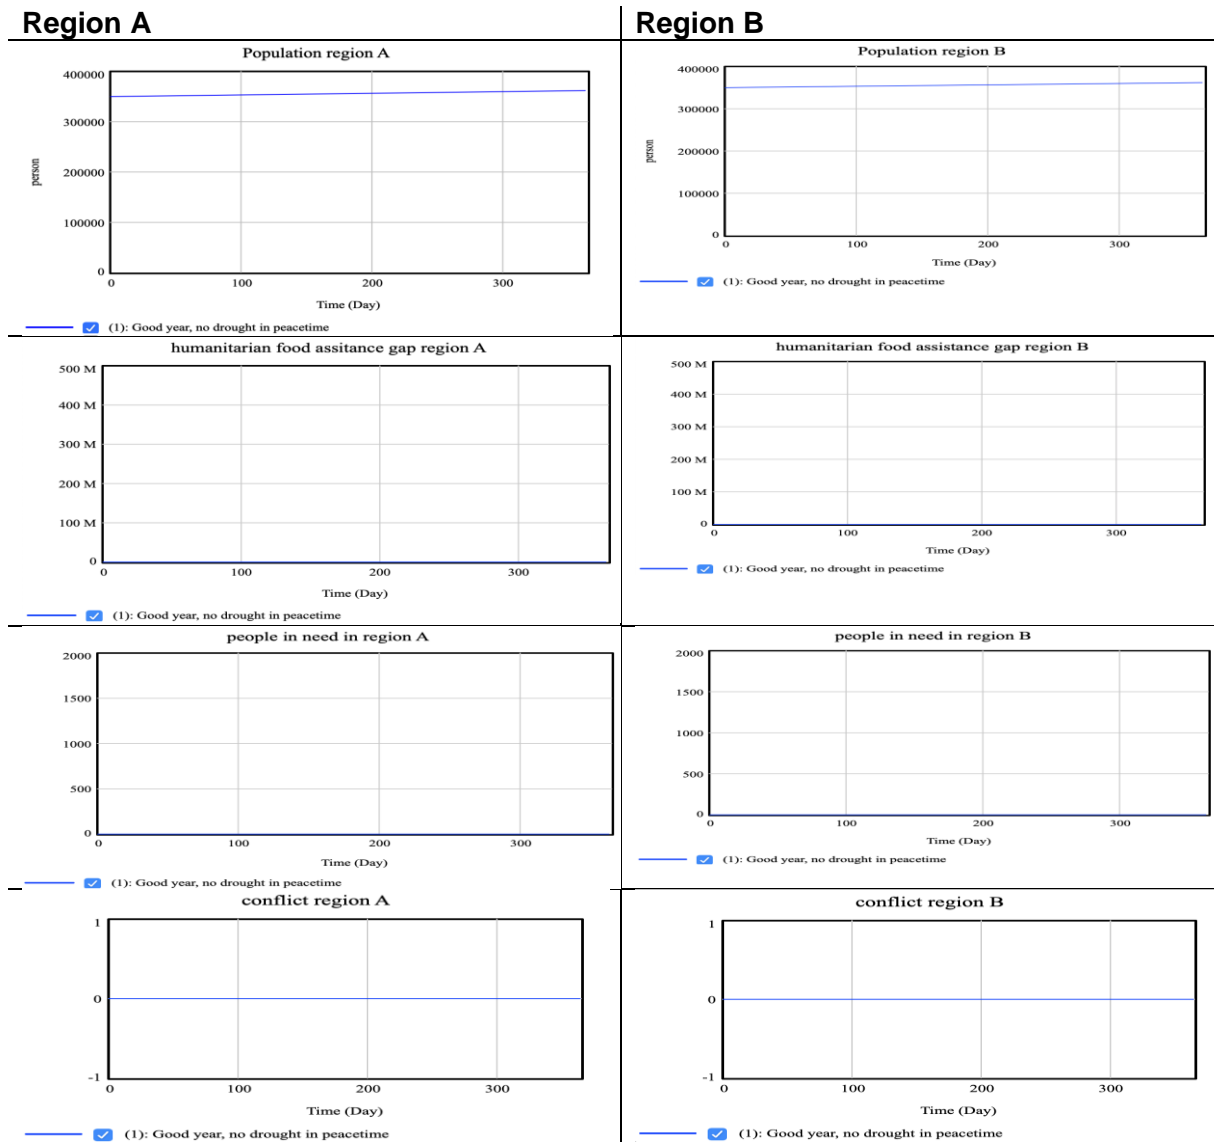 Region A
Region B
Population region A
400000
300000
200000
100000
0
person
0 100 200 300
Time (Day)
(1): Good year, no drought in peacetime
Population region B
400000
300000
200000
100000
0
person
0 100 200 300
Time (Day)
(1): Good year, no drought in peacetime
humanitarian food assitance gap region A
500 M
400 M
300 M
200 M
100 M
0
0 100 200 300
Time (Day)
(1): Good year, no drought in peacetime
humanitarian food assistance gap region B
500 M
400 M
300 M
200 M
100 M
0
0 100 200 300
Time (Day)
(1): Good year, no drought in peacetime
people in need in region A
2000
1500
1000
500
0
0 100 200 300
Time (Day)
(1): Good year, no drought in peacetime
people in need in region B
2000
1500
1000
500
0
0 100 200 300
Time (Day)
(1): Good year, no drought in peacetime
conflict region A
1
0
-1
0 100 200 300
Time (Day)
(1): Good year, no drought in peacetime
conflict region B
1
0
-1
0 100 200 300
Time (Day)
(1): Good year, no drought in peacetime